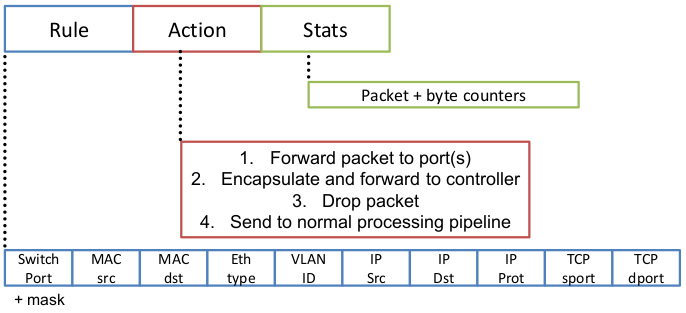 Rule Action Stats
Packet + byte counters
1. Forward packet to port(s)
2. Encapsulate and forward to controller
3. Drop packet
4. Send to normal processing pipeline
Switch MAC MAC Eth VLAN IP IP IP TCP TCP
Port src dst type ID Src Dst Prot sport dport
+ mask